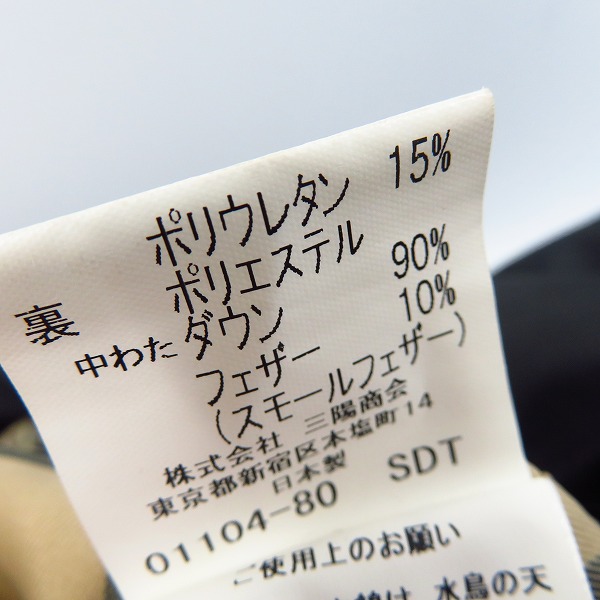 ポリウレタン 15%
裏 ポリエステル
中わた ダウン 90%
フェザー 10%
(スモールフェザー)
株式会社 三陽商会
東京都新宿区本塩町14
日本製
01104-80 SDT
ご使用上のお願い
は、水鳥の天